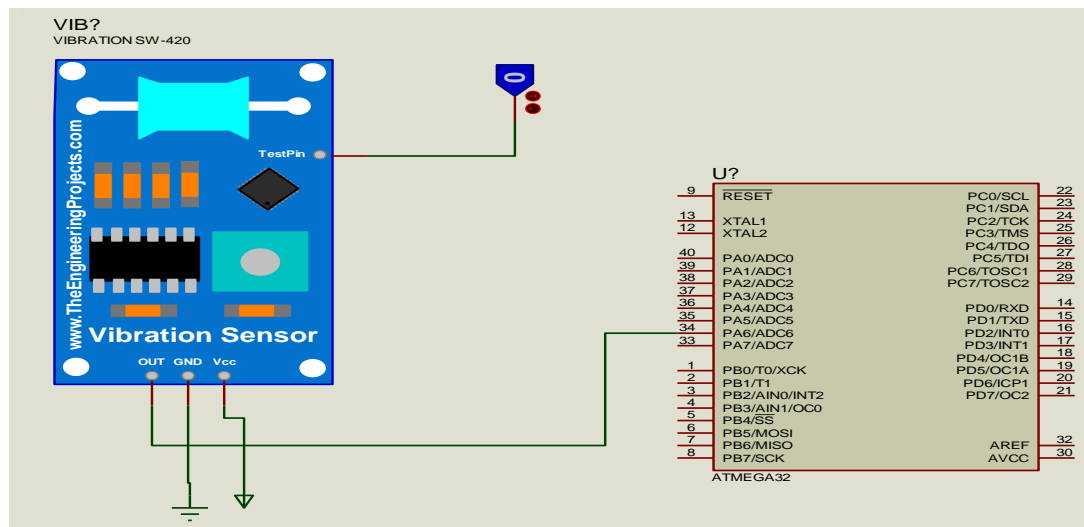 VIB?
VIBRATION SW-420
www.TheEngineeringProjects.com
TestPin
0
Vibration Sensor
OUT GND Vcc
U?
9 RESET
13 XTAL1
12 XTAL2
40 PA0/ADC0
39 PA1/ADC1
38 PA2/ADC2
37 PA3/ADC3
36 PA4/ADC4
35 PA5/ADC5
34 PA6/ADC6
33 PA7/ADC7
1 PB0/T0/XCK
2 PB1/T1
3 PB2/AIN0/INT2
4 PB3/AIN1/OC0
5 PB4/SS
6 PB5/MOSI
7 PB6/MISO
8 PB7/SCK
PC0/SCL 22
PC1/SDA 23
PC2/TCK 24
PC3/TMS 25
PC4/TDO 26
PC5/TDI 27
PC6/TOSC1 28
PC7/TOSC2 29
PD0/RXD 14
PD1/TXD 15
PD2/INT0 16
PD3/INT1 17
PD4/OC1B 18
PD5/OC1A 19
PD6/ICP1 20
PD7/OC2 21
AREF 32
AVCC 30
ATMEGA32